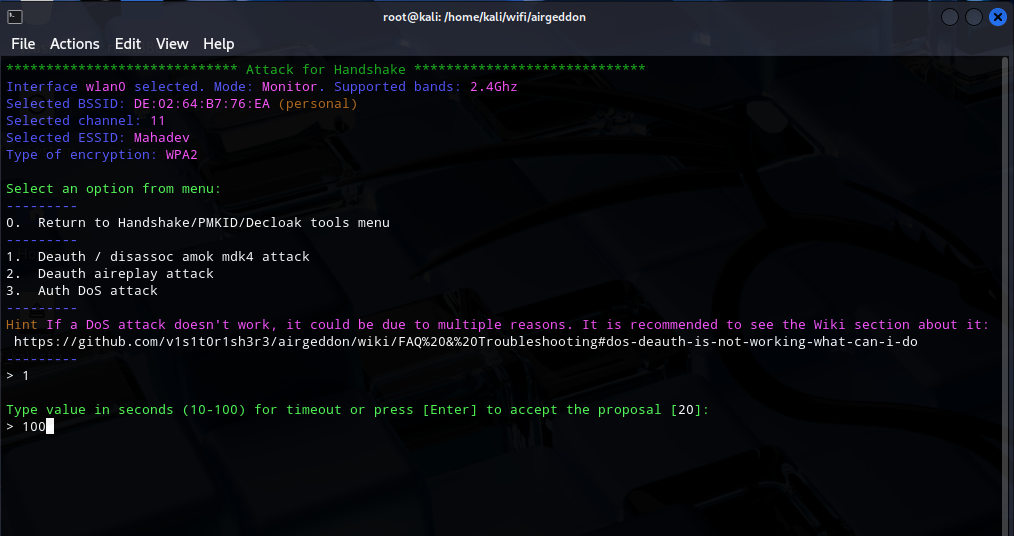 root@kali: /home/kali/wifi/airgeddon
File Actions Edit View Help
***************************** Attack for Handshake *****************************
Interface wlan0 selected. Mode: Monitor. Supported bands: 2.4Ghz
Selected BSSID: DE:02:64:B7:76:EA (personal)
Selected channel: 11
Selected ESSID: Mahadev
Type of encryption: WPA2
Select an option from menu:
---------
0.  Return to Handshake/PMKID/Decloak tools menu
---------
1.  Deauth / disassoc amok mdk4 attack
2.  Deauth aireplay attack
3.  Auth DoS attack
---------
Hint If a DoS attack doesn't work, it could be due to multiple reasons. It is recommended to see the Wiki section about it:
https://github.com/v1s1t0r1sh3r3/airgeddon/wiki/FAQ%20&%20Troubleshooting#dos-deauth-is-not-working-what-can-i-do
---------
> 1
Type value in seconds (10-100) for timeout or press [Enter] to accept the proposal [20]:
> 100